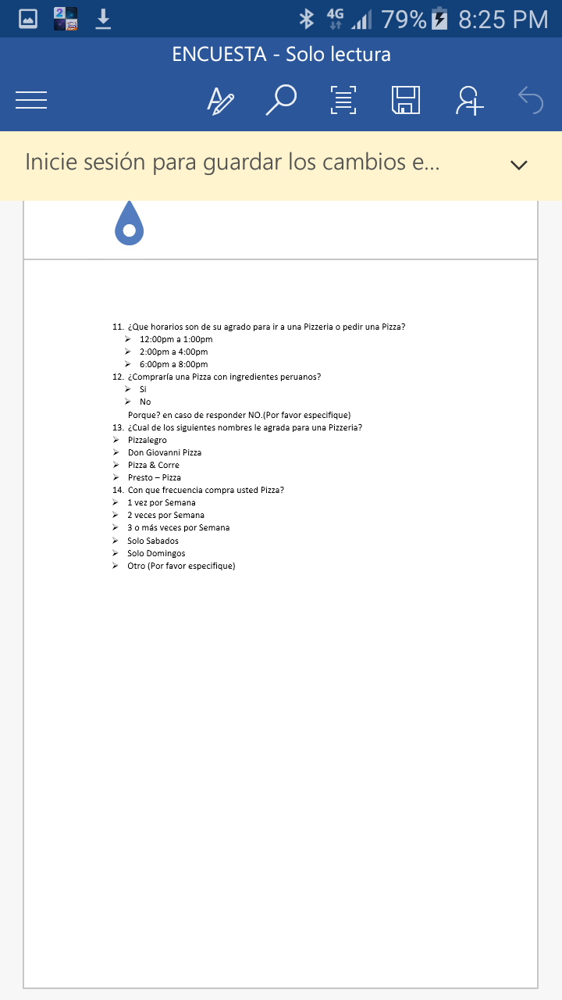 4G 79% 8:25 PM
ENCUESTA - Solo lectura
Inicie sesión para guardar los cambios e...
11. ¿Que horarios son de su agrado para ir a una Pizzeria o pedir una Pizza?
➢ 12:00pm a 1:00pm
➢ 2:00pm a 4:00pm
➢ 6:00pm a 8:00pm
12. ¿Compraría una Pizza con ingredientes peruanos?
➢ Si
➢ No
Porque? en caso de responder NO.(Por favor especifique)
13. ¿Cual de los siguientes nombres le agrada para una Pizzeria?
➢ Pizzalegro
➢ Don Giovanni Pizza
➢ Pizza & Corre
➢ Presto – Pizza
14. Con que frecuencia compra usted Pizza?
➢ 1 vez por Semana
➢ 2 veces por Semana
➢ 3 o más veces por Semana
➢ Solo Sabados
➢ Solo Domingos
➢ Otro (Por favor especifique)